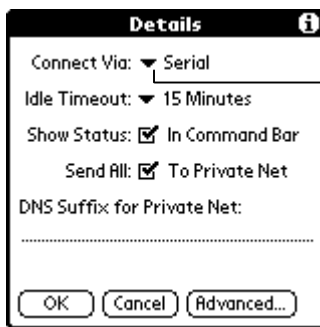 Details
Connect Via: Serial
Idle Timeout: 15 Minutes
Show Status: In Command Bar
Send All: To Private Net
DNS Suffix for Private Net:
OK Cancel Advanced...